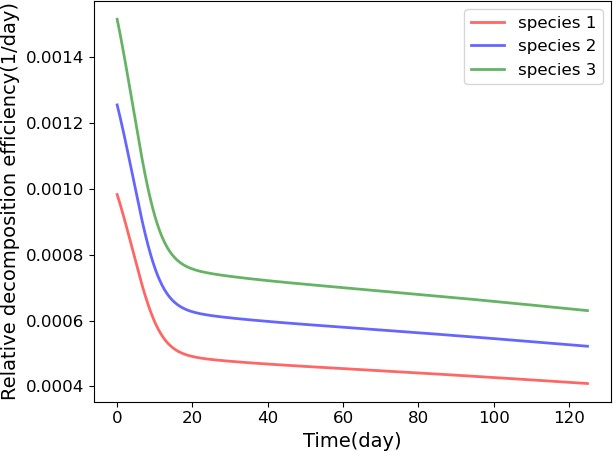 Relative decomposition efficiency(1/day)
0.0014
0.0012
0.0010
0.0008
0.0006
0.0004
species 1
species 2
species 3
0 20 40 60 80 100 120
Time(day)